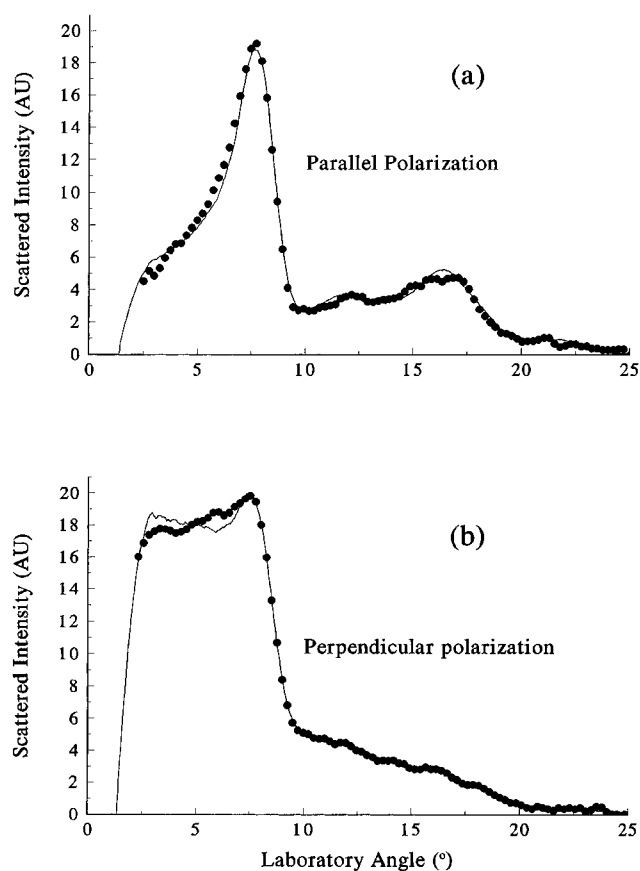 Scattered Intensity (AU)
20
18
16
14
12
10
8
6
4
2
0
(a)
Parallel Polarization
0 5 10 15 20 25
Scattered Intensity (AU)
20
18
16
14
12
10
8
6
4
2
0
(b)
Perpendicular polarization
0 5 10 15 20 25
Laboratory Angle (º)